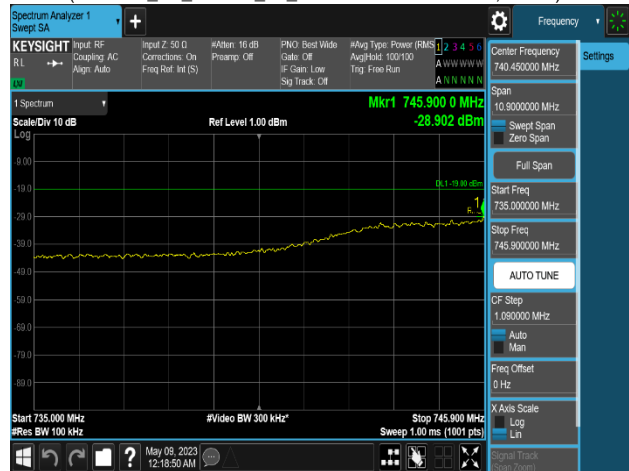 Spectrum Analyzer 1
Swept SA
Frequency
KEYSIGHT
RL
Input: RF
Coupling: AC
Align: Auto
Input Z: 50 Ω
Corrections: On
Freq Ref: Int (S)
#Atten: 16 dB
Preamp: Off
PNO: Best Wide
Gate: Off
IF Gain: Low
Sig Track: Off
#Avg Type: Power (RMS
Avg|Hold: 100/100
Trig: Free Run
1 2 3 4 5 6
A W W W W W
A N N N N N
1 Spectrum
Mkr1 745.900 0 MHz
-28.902 dBm
Scale/Div 10 dB
Ref Level 1.00 dBm
Log
-9.00
-19.0
-39.0
-49.0
-59.0
-69.0
-79.0
-89.0
DL1 -19.00 dBm
1
Start 735.000 MHz
#Video BW 300 kHz*
Stop 745.900 MHz
#Res BW 100 kHz
Sweep 1.00 ms (1001 pts)
Settings
Center Frequency
740.450000 MHz
Span
10.9000000 MHz
Swept Span
Zero Span
Full Span
Start Freq
735.000000 MHz
Stop Freq
745.900000 MHz
AUTO TUNE
CF Step
1.090000 MHz
Auto
Man
Freq Offset
0 Hz
X Axis Scale
Log
Lin
Signal Track
(Span Zoom)
?
May 09, 2023
12:18:50 AM